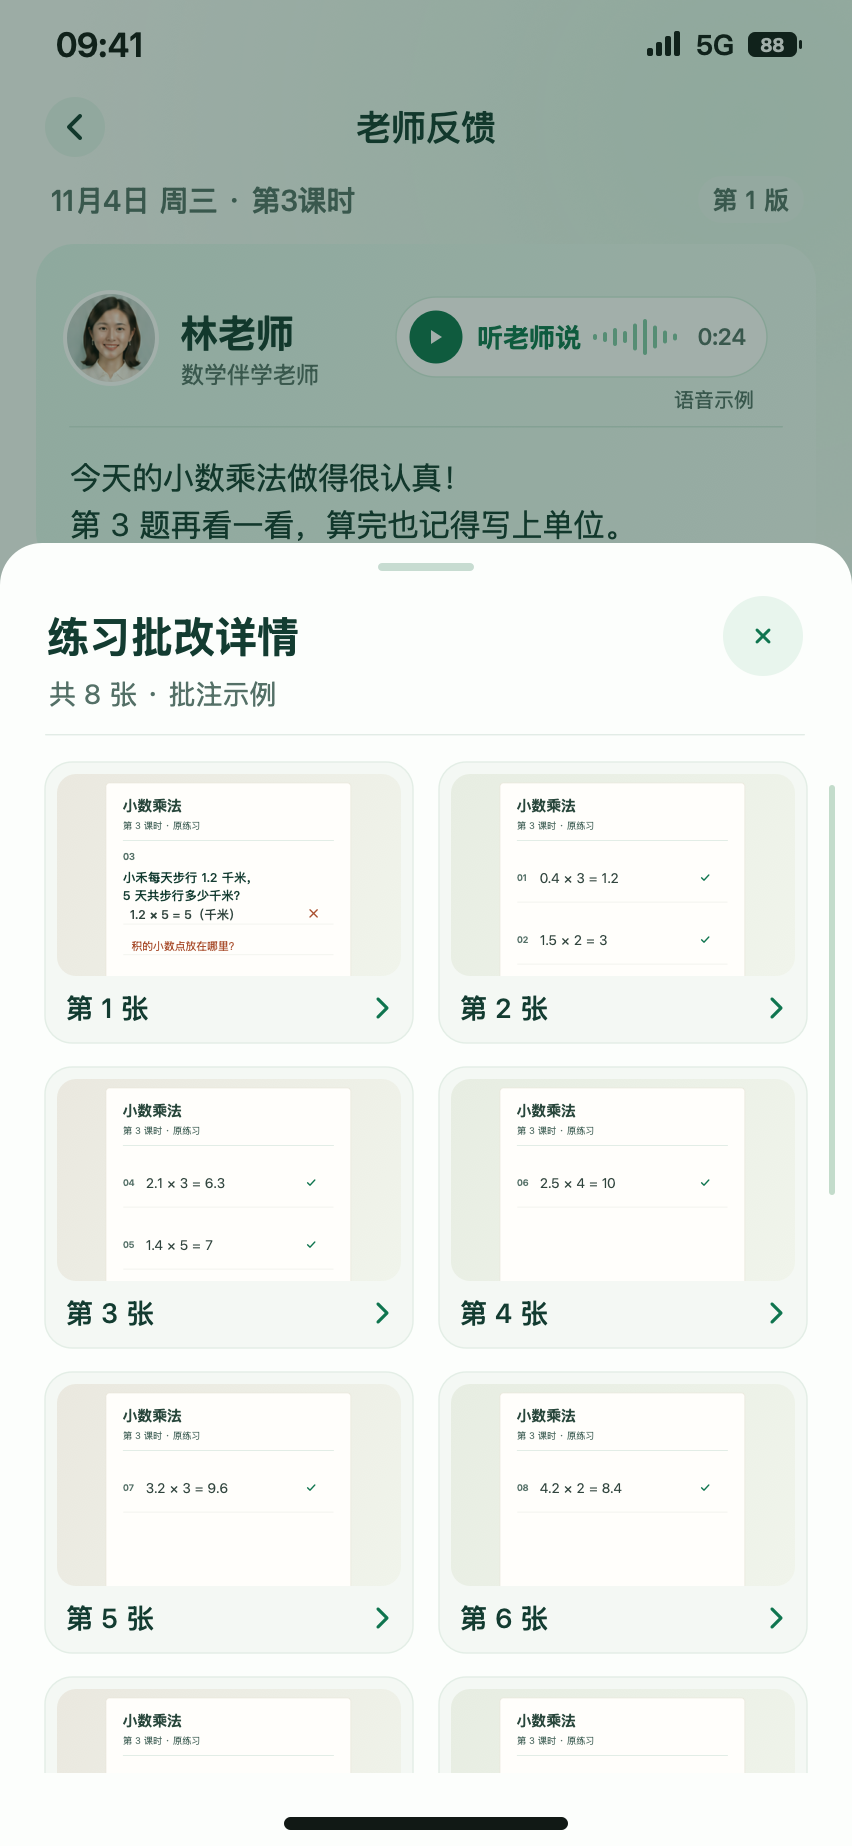 09:41
5G 88
老师反馈
11月4日 周三 · 第3课时
第 1 版
林老师
数学伴学老师
听老师说
0:24
语音示例
今天的小数乘法做得很认真！
第 3 题再看一看，算完也记得写上单位。
练习批改详情
共 8 张 · 批注示例
小数乘法
第 3 课时 · 原练习
03
小禾每天步行 1.2 千米，
5 天共步行多少千米？
1.2 × 5 = 5（千米）
积的小数点放在哪里？
第 1 张
小数乘法
第 3 课时 · 原练习
01 0.4 × 3 = 1.2
02 1.5 × 2 = 3
第 2 张
小数乘法
第 3 课时 · 原练习
04 2.1 × 3 = 6.3
05 1.4 × 5 = 7
第 3 张
小数乘法
第 3 课时 · 原练习
06 2.5 × 4 = 10
第 4 张
小数乘法
第 3 课时 · 原练习
07 3.2 × 3 = 9.6
第 5 张
小数乘法
第 3 课时 · 原练习
08 4.2 × 2 = 8.4
第 6 张
小数乘法
第 3 课时 · 原练习
小数乘法
第 3 课时 · 原练习